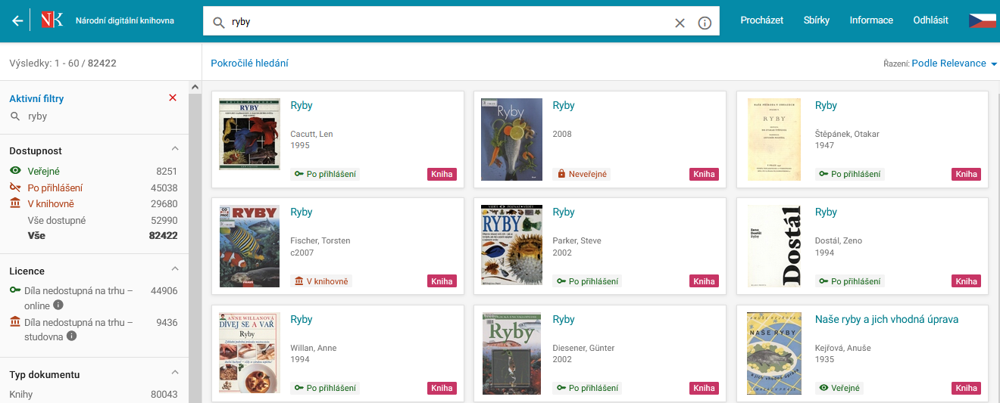 Národní digitální knihovna
ryby
Procházet
Sbírky
Informace
Odhlásit
Výsledky: 1 - 60 / 82422
Pokročilé hledání
Řazení: Podle Relevance
Aktivní filtry
ryby
Dostupnost
Veřejné 8251
Po přihlášení 45038
V knihovně 29680
Vše dostupné 52990
Vše 82422
Licence
Díla nedostupná na trhu – 44906
online
Díla nedostupná na trhu – 9436
studovna
Typ dokumentu
Knihy 80043
RYBY
Ryby
Cacutt, Len
1995
Po přihlášení
Kniha
Ryby
Ryby
2008
Neveřejné
Kniha
RYBY
Ryby
Štěpánek, Otakar
1947
Po přihlášení
Kniha
RYBY
Ryby
Fischer, Torsten
c2007
V knihovně
Kniha
RYBY
Ryby
Parker, Steve
2002
Po přihlášení
Kniha
Zeno
Dostál
Ryby
Dostál
Ryby
Dostál, Zeno
1994
Po přihlášení
Kniha
ANNE WILLANOVÁ
DÍVEJ SE A VAŘ
Ryby
Ryby
Willan, Anne
1994
Po přihlášení
Kniha
Ryby
Ryby
Diesener, Günter
2002
Po přihlášení
Kniha
NAŠE RYBY
a jich vhodná úprava
Naše ryby a jich vhodná úprava
Kejřová, Anuše
1935
Veřejné
Kniha